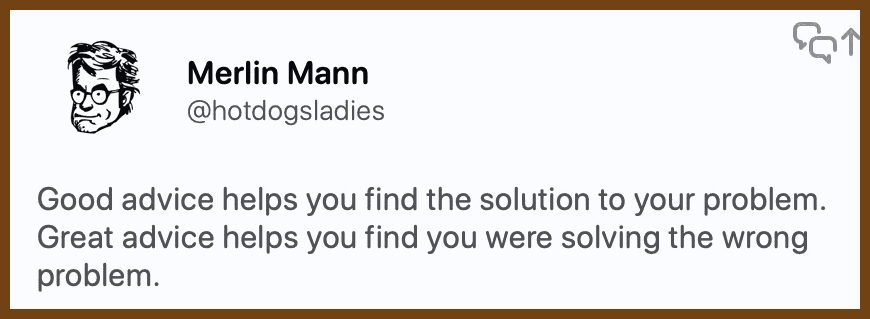 Merlin Mann
@hotdogsladies
Good advice helps you find the solution to your problem.
Great advice helps you find you were solving the wrong
problem.